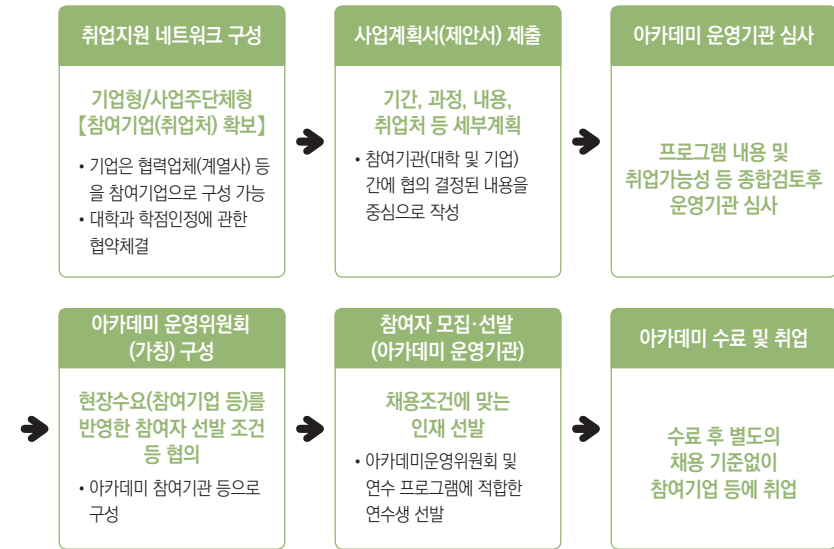 취업지원 네트워크 구성
기업형/사업주단체형
【참여기업(취업처) 확보】
• 기업은 협력업체(계열사) 등
을 참여기업으로 구성 가능
• 대학과 학점인정에 관한
협약체결
사업계획서(제안서) 제출
기간, 과정, 내용,
취업처 등 세부계획
• 참여기관(대학 및 기업)
간에 협의 결정된 내용을
중심으로 작성
아카데미 운영기관 심사
프로그램 내용 및
취업가능성 등 종합검토후
운영기관 심사
아카데미 운영위원회
(가칭) 구성
현장수요(참여기업 등)를
반영한 참여자 선발 조건
등 협의
• 아카데미 참여기관 등으로
구성
참여자 모집·선발
(아카데미 운영기관)
채용조건에 맞는
인재 선발
• 아카데미운영위원회 및
연수 프로그램에 적합한
연수생 선발
아카데미 수료 및 취업
수료 후 별도의
채용 기준없이
참여기업 등에 취업